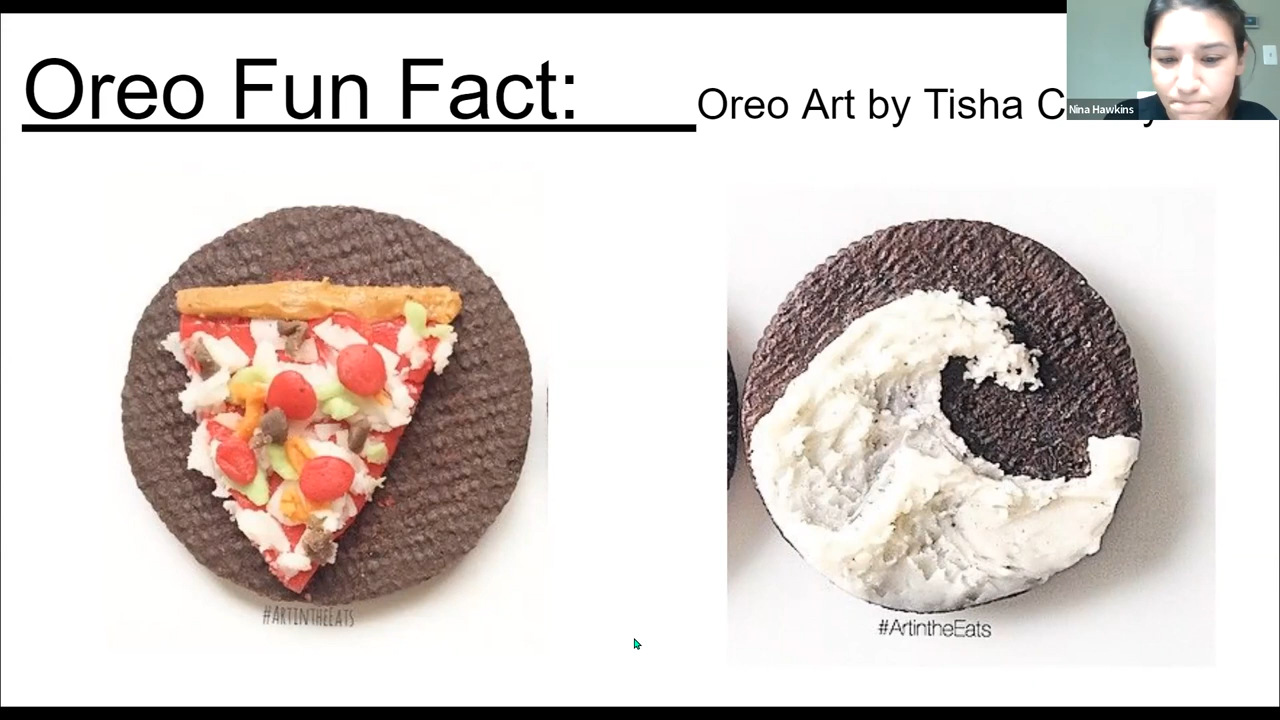 Oreo Fun Fact: Oreo Art by Tisha
Nina Hawkins
#ARTINTHEEATS
#ArtintheEats